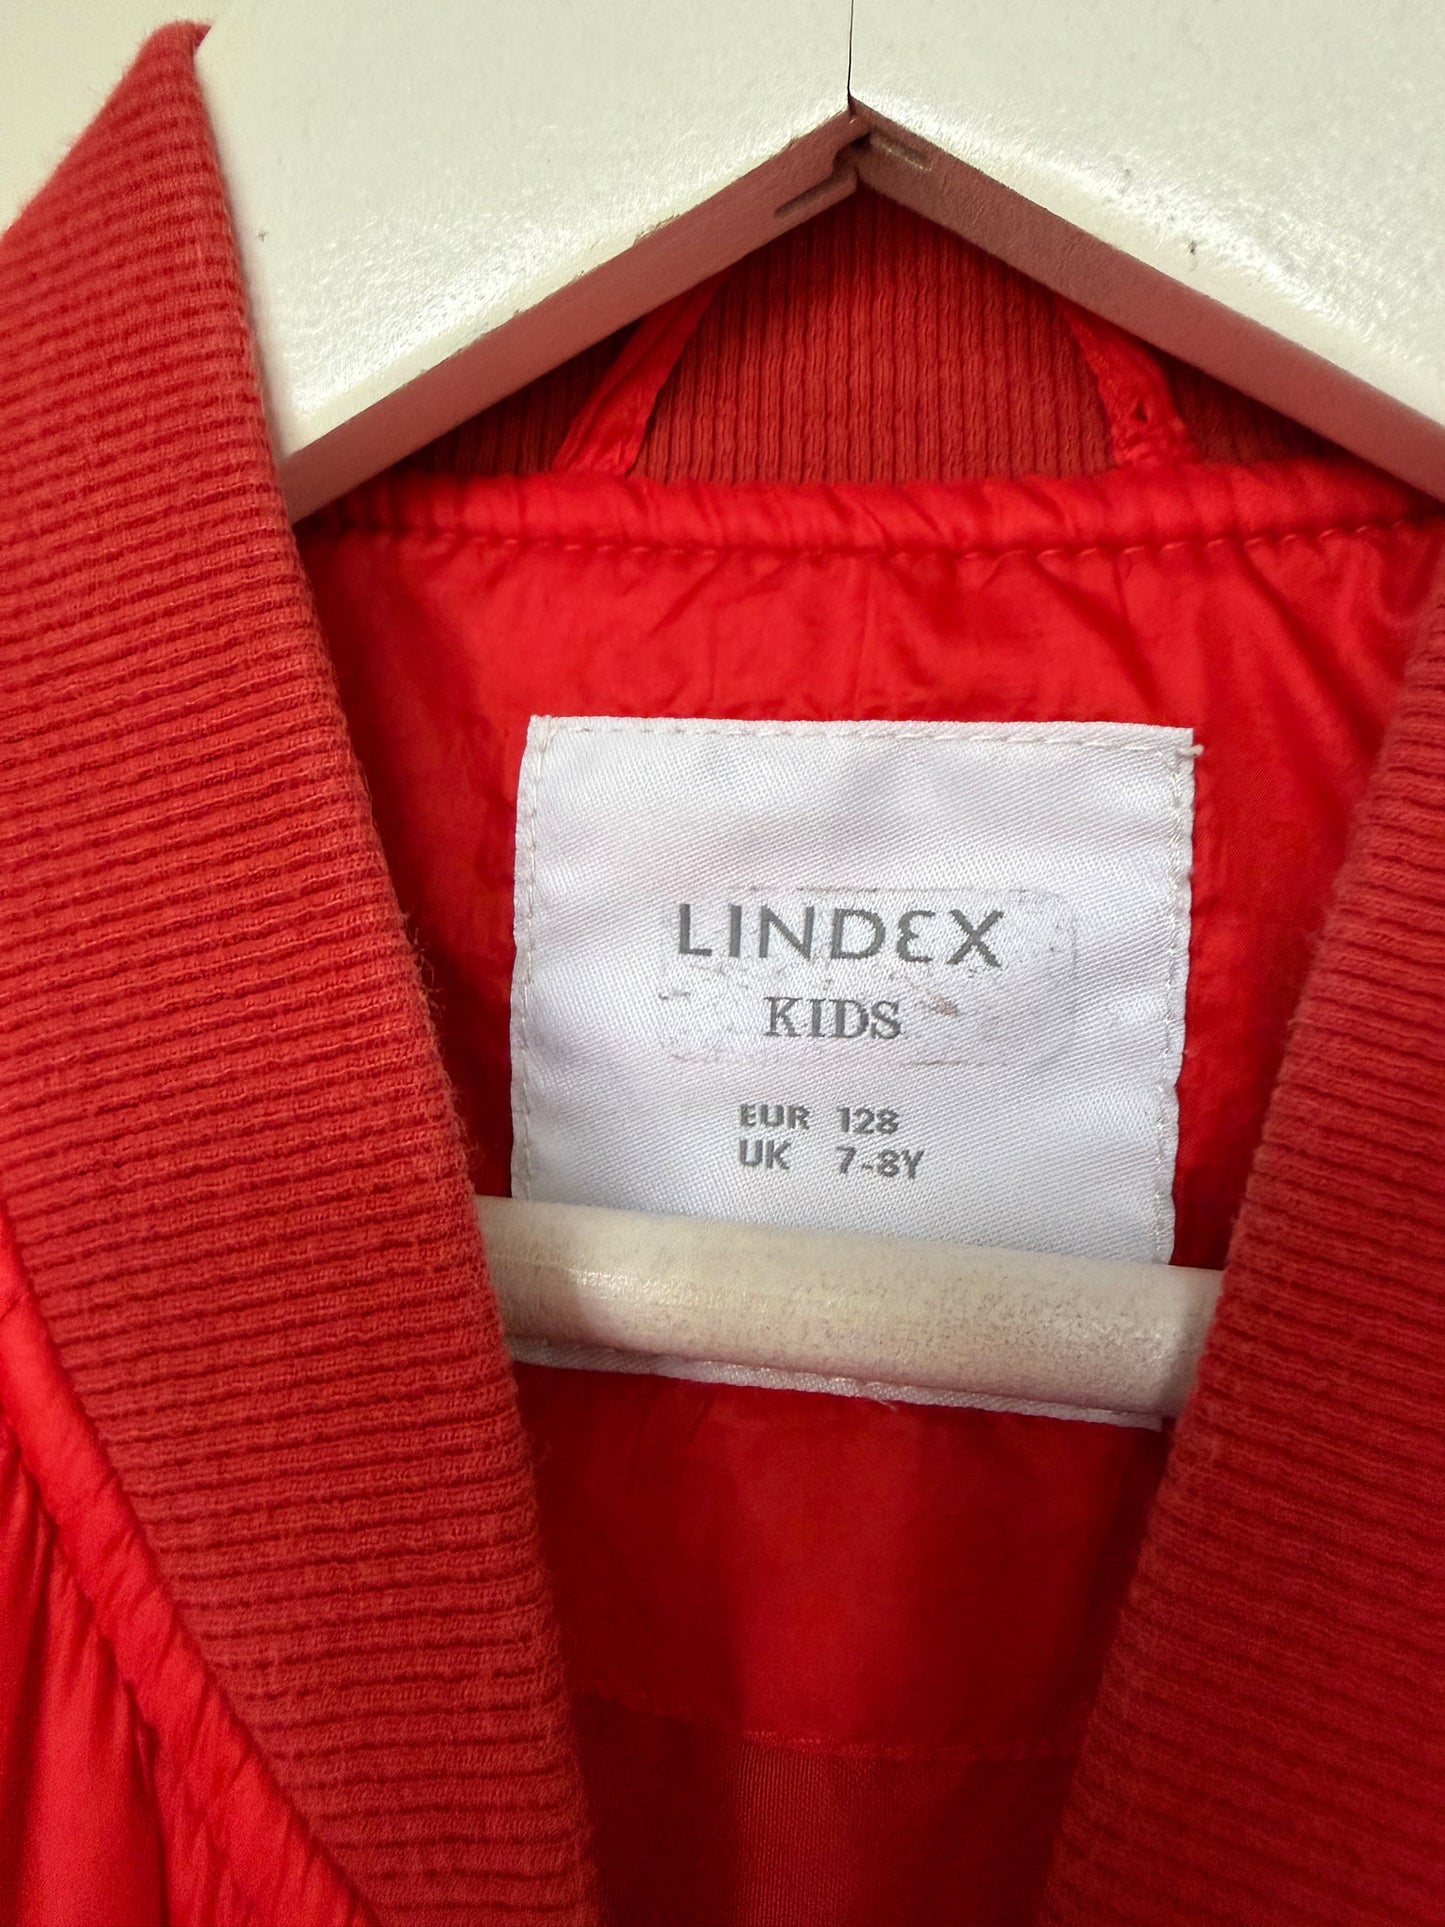 LINDEX
KIDS
EUR 128
UK 7-8Y